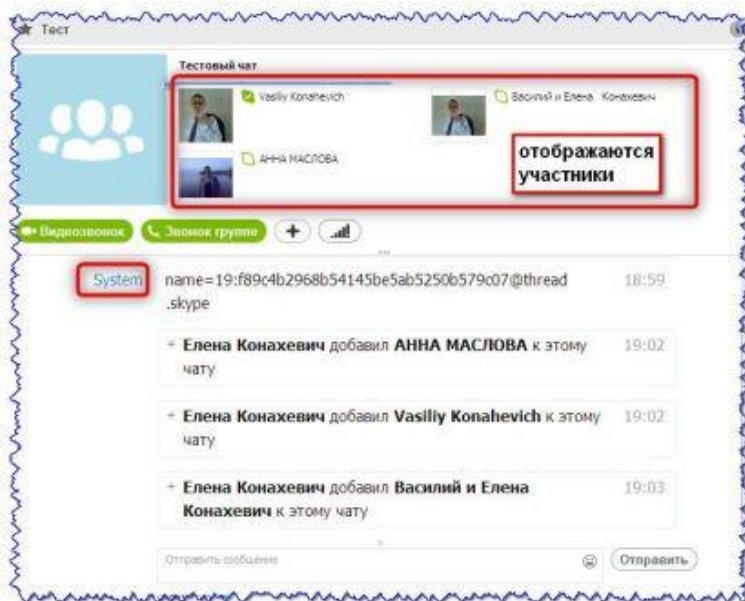 Тест
Тестовый чат
Vasiliy Konahevich
Василий и Елена Конахевич
АННА МАСЛОВА
отображаются
участники
Видеозвонок
Звонок группе
System
name=19:f89c4b2968b54145be5ab5250b579c07@thread
.skype
18:59
+ Елена Конахевич добавил АННА МАСЛОВА к этому
чату
19:02
+ Елена Конахевич добавил Vasiliy Konahevich к этому
чату
19:02
+ Елена Конахевич добавил Василий и Елена
Конахевич к этому чату
19:03
Отправить сообщение
Отправить